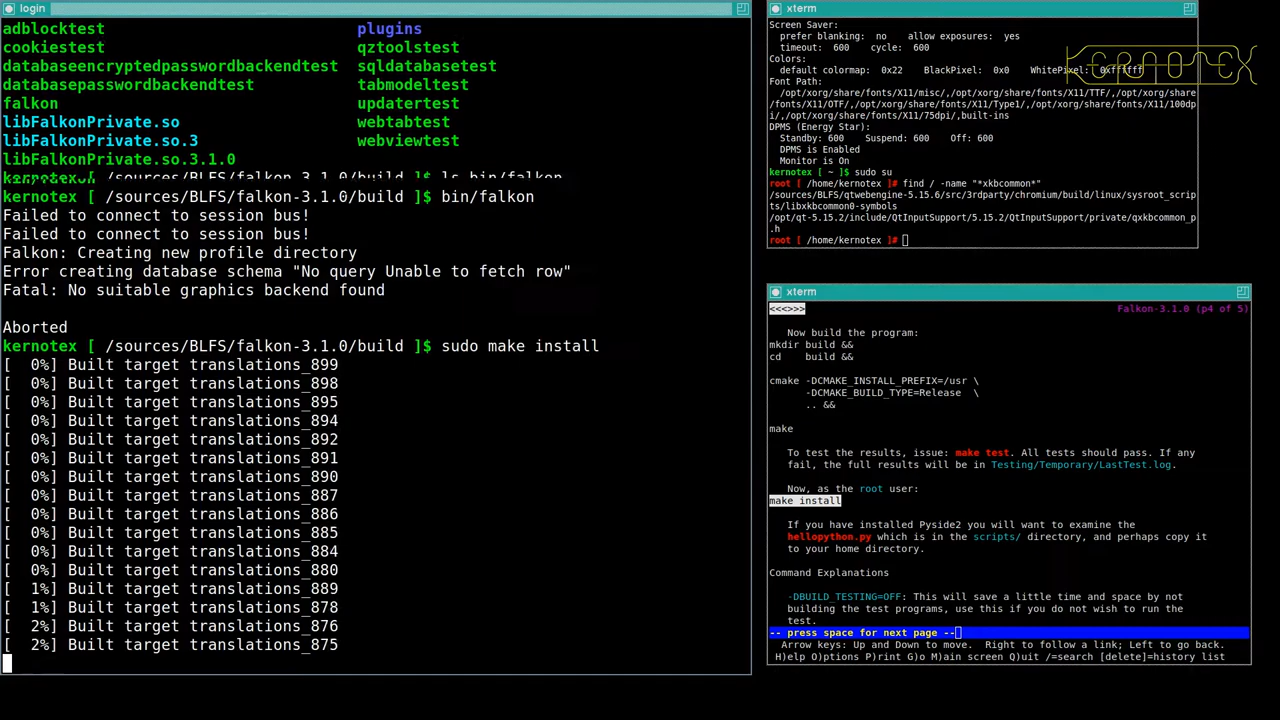 login
adblocktest plugins
cookiestest qztoolstest
databaseencryptedpasswordbackendtest sqldatabasetest
databasepasswordbackendtest tabmodeltest
falkon updatertest
libFalkonPrivate.so webtabtest
libFalkonPrivate.so.3 webviewtest
libFalkonPrivate.so.3.1.0
kernotex [ /sources/BLFS/falkon-3.1.0/build ]$ ls bin/falkon
kernotex [ /sources/BLFS/falkon-3.1.0/build ]$ bin/falkon
Failed to connect to session bus!
Failed to connect to session bus!
Falkon: Creating new profile directory
Error creating database schema "No query Unable to fetch row"
Fatal: No suitable graphics backend found
Aborted
kernotex [ /sources/BLFS/falkon-3.1.0/build ]$ sudo make install
[  0%] Built target translations_899
[  0%] Built target translations_898
[  0%] Built target translations_895
[  0%] Built target translations_894
[  0%] Built target translations_892
[  0%] Built target translations_891
[  0%] Built target translations_890
[  0%] Built target translations_887
[  0%] Built target translations_886
[  0%] Built target translations_885
[  0%] Built target translations_884
[  0%] Built target translations_880
[  1%] Built target translations_889
[  1%] Built target translations_878
[  2%] Built target translations_876
[  2%] Built target translations_875
xterm
Screen Saver:
prefer blanking:  no    allow exposures:  yes
timeout:  600    cycle:  600
Colors:
default colormap:  0x22    BlackPixel:  0x0    WhitePixel:  0xffffff
KERNOTEX
Font Path:
/opt/xorg/share/fonts/X11/misc/,/opt/xorg/share/fonts/X11/TTF/,/opt/xorg/share
/fonts/X11/OTF/,/opt/xorg/share/fonts/X11/Type1/,/opt/xorg/share/fonts/X11/100dp
i/,/opt/xorg/share/fonts/X11/75dpi/,built-ins
DPMS (Energy Star):
Standby: 600    Suspend: 600    Off: 600
DPMS is Enabled
Monitor is On
kernotex [ ~ ]$ sudo su
root [ /home/kernotex ]# find / -name "*xkbcommon*"
/sources/BLFS/qtwebengine-5.15.6/src/3rdparty/chromium/build/linux/sysroot_scrip
ts/libxkbcommon0-symbols
/opt/qt-5.15.2/include/QtInputSupport/5.15.2/QtInputSupport/private/qxkbcommon_p
.h
root [ /home/kernotex ]#
xterm
<<<>>> Falkon-3.1.0 (p4 of 5)
Now build the program:
mkdir build &&
cd    build &&
cmake -DCMAKE_INSTALL_PREFIX=/usr \
-DCMAKE_BUILD_TYPE=Release  \
.. &&
make
To test the results, issue: make test. All tests should pass. If any
fail, the full results will be in Testing/Temporary/LastTest.log.
Now, as the root user:
make install
If you have installed Pyside2 you will want to examine the
hellopython.py which is in the scripts/ directory, and perhaps copy it
to your home directory.
Command Explanations
-DBUILD_TESTING=OFF: This will save a little time and space by not
building the test programs, use this if you do not wish to run the
test.
-- press space for next page --
Arrow keys: Up and Down to move.  Right to follow a link; Left to go back.
H)elp O)ptions P)rint G)o M)ain screen Q)uit /=search [delete]=history list